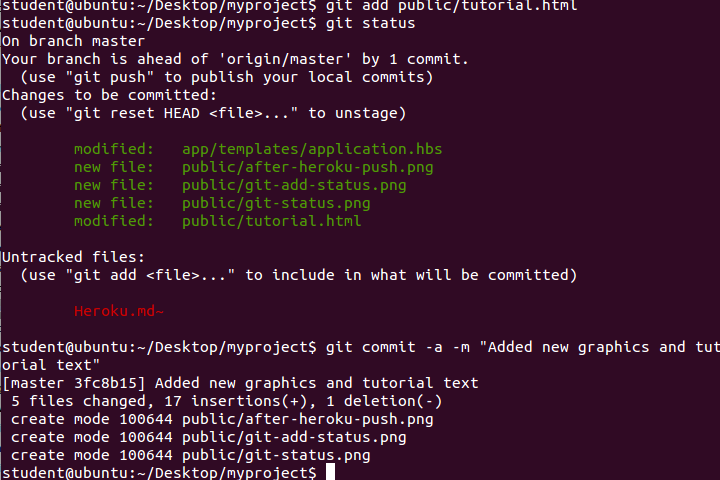 student@ubuntu:~/Desktop/myproject$ git add public/tutorial.html
student@ubuntu:~/Desktop/myproject$ git status
On branch master
Your branch is ahead of 'origin/master' by 1 commit.
  (use "git push" to publish your local commits)
Changes to be committed:
  (use "git reset HEAD <file>..." to unstage)

        modified:   app/templates/application.hbs
        new file:   public/after-heroku-push.png
        new file:   public/git-add-status.png
        new file:   public/git-status.png
        modified:   public/tutorial.html

Untracked files:
  (use "git add <file>..." to include in what will be committed)

        Heroku.md~

student@ubuntu:~/Desktop/myproject$ git commit -a -m "Added new graphics and tut
orial text"
[master 3fc8b15] Added new graphics and tutorial text
 5 files changed, 17 insertions(+), 1 deletion(-)
 create mode 100644 public/after-heroku-push.png
 create mode 100644 public/git-add-status.png
 create mode 100644 public/git-status.png
student@ubuntu:~/Desktop/myproject$